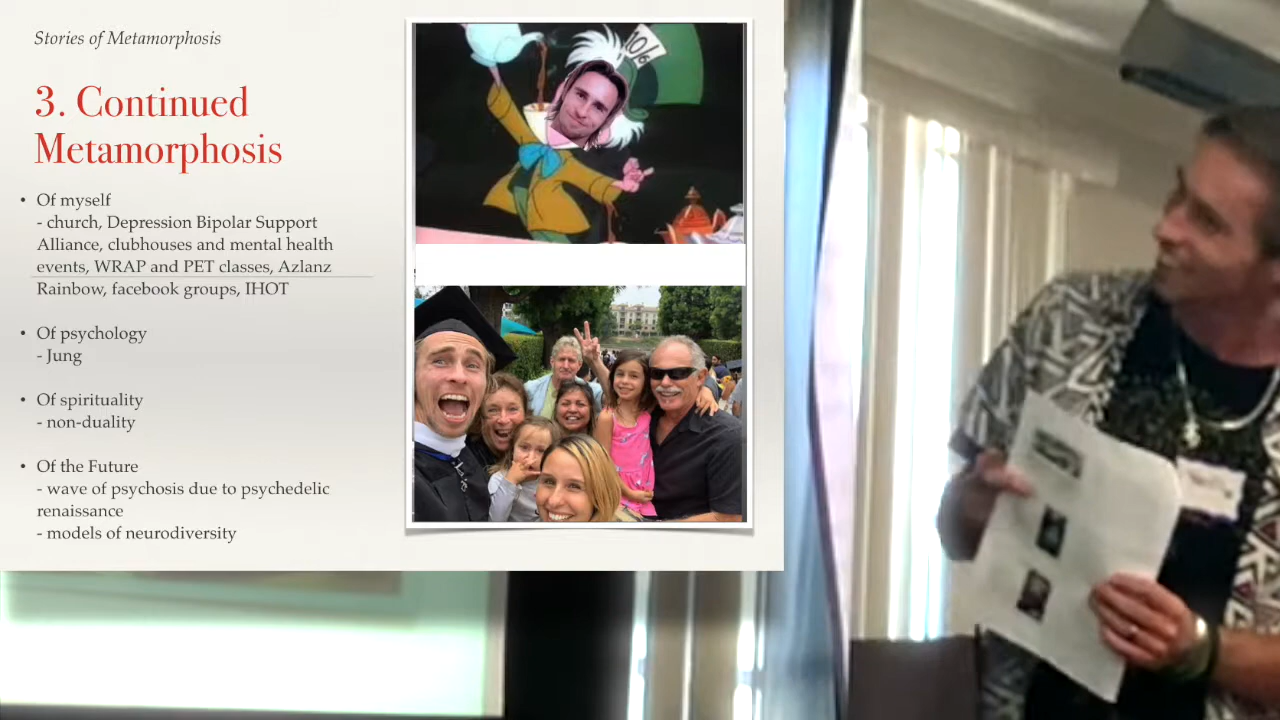 Stories of Metamorphosis
3. Continued
Metamorphosis
• Of myself
- church, Depression Bipolar Support
Alliance, clubhouses and mental health
events, WRAP and PET classes, Azlanz
Rainbow, facebook groups, IHOT
• Of psychology
- Jung
• Of spirituality
- non-duality
• Of the Future
- wave of psychosis due to psychedelic
renaissance
- models of neurodiversity
10/6